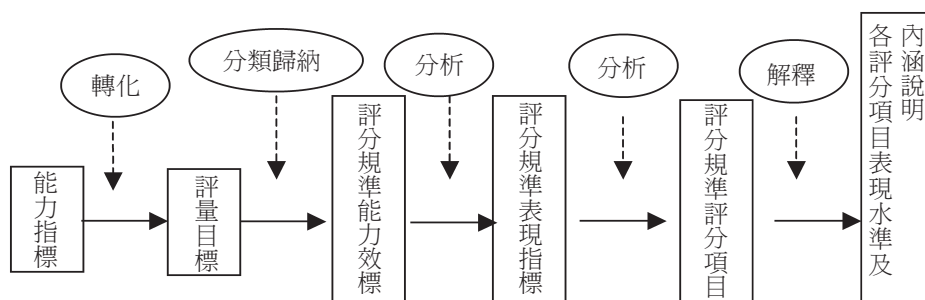 轉化
分類歸納
分析
分析
解釋
能力指標
評量目標
評分規準能力效標
評分規準表現指標
評分規準評分項目
各評分項目表現水準及
內涵說明